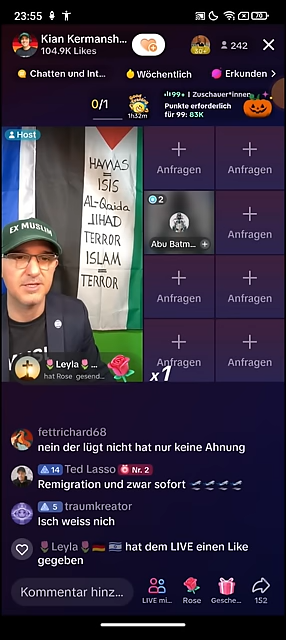 23:55
70
Kian Kermansh...
104.9K Likes
242
Chatten und Int...
Wöchentlich
Erkunden
0/1
1h32m
99+ | Zuschauer*innen
Punkte erforderlich
für 99: 83K
Host
HAMAS
=
ISIS
AL-Qaida
JIHAD
TERROR
ISLAM
=
TERROR
EX MUSLIM
Anfragen
Anfragen
2
Abu Batm...
Anfragen
Anfragen
Anfragen
Anfragen
Anfragen
Leyla
hat Rose gesend...
x1
fettrichard68
nein der lügt nicht hat nur keine Ahnung
14 Ted Lasso Nr. 2
Remigration und zwar sofort
5 traumkreator
Isch weiss nich
Leyla hat dem LIVE einen Like
gegeben
Kommentar hinz...
LIVE mi...
Rose
Gesche...
152